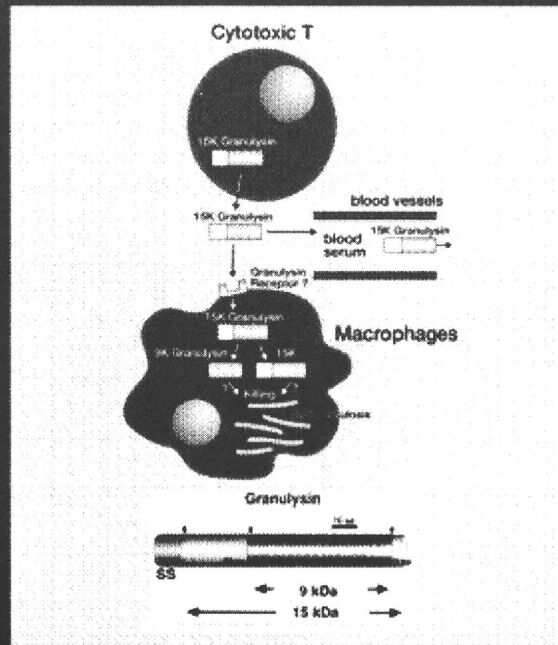 Cytotoxic T
15K Granulysin
blood vessels
15K Granulysin
15K Granulysin
blood
serum
Granulysin
Receptor ?
15K Granulysin
Macrophages
9K Granulysin
15K
killing
Granulysin
SS
9 kDa
15 kDa